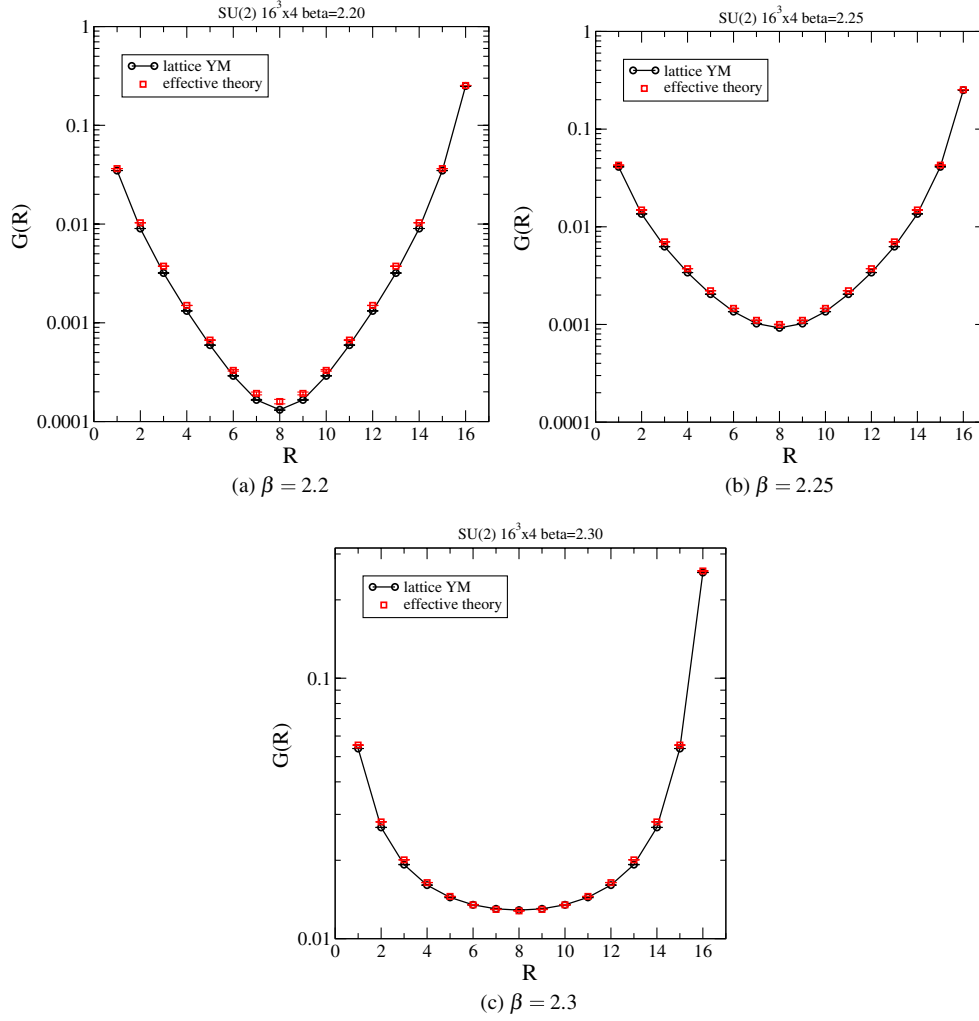 SU(2) 16³x4 beta=2.20
lattice YM
effective theory
1
0.1
0.01
0.001
0.0001
G(R)
0 2 4 6 8 10 12 14 16
R
(a) β = 2.2
SU(2) 16³x4 beta=2.25
lattice YM
effective theory
1
0.1
0.01
0.001
0.0001
G(R)
0 2 4 6 8 10 12 14 16
R
(b) β = 2.25
SU(2) 16³x4 beta=2.30
lattice YM
effective theory
0.1
0.01
G(R)
0 2 4 6 8 10 12 14 16
R
(c) β = 2.3